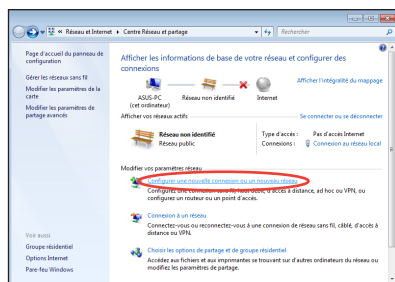 « Réseau et Internet ▸ Centre Réseau et partage
Rechercher
Page d'accueil du panneau de configuration
Gérer les réseaux sans fil
Modifier les paramètres de la carte
Modifier les paramètres de partage avancés
Voir aussi
Groupe résidentiel
Options Internet
Pare-feu Windows
Afficher les informations de base de votre réseau et configurer des connexions
Afficher l'intégralité du mappage
ASUS-PC
(cet ordinateur)
Réseau non identifié
Internet
Afficher vos réseaux actifs
Se connecter ou se déconnecter
Réseau non identifié
Réseau public
Type d'accès : Pas d'accès Internet
Connexions : Connexion au réseau local
Modifier vos paramètres réseau
Configurer une nouvelle connexion ou un nouveau réseau
Configurez une connexion sans fil, haut débit, d'accès à distance, ad hoc ou VPN, ou
configurez un routeur ou un point d'accès.
Connexion à un réseau
Connectez-vous ou reconnectez-vous à une connexion de réseau sans fil, câblé, d'accès à
distance ou VPN.
Choisir les options de partage et de groupe résidentiel
Accédez aux fichiers et aux imprimantes se trouvant sur d'autres ordinateurs du réseau ou
modifiez les paramètres de partage.